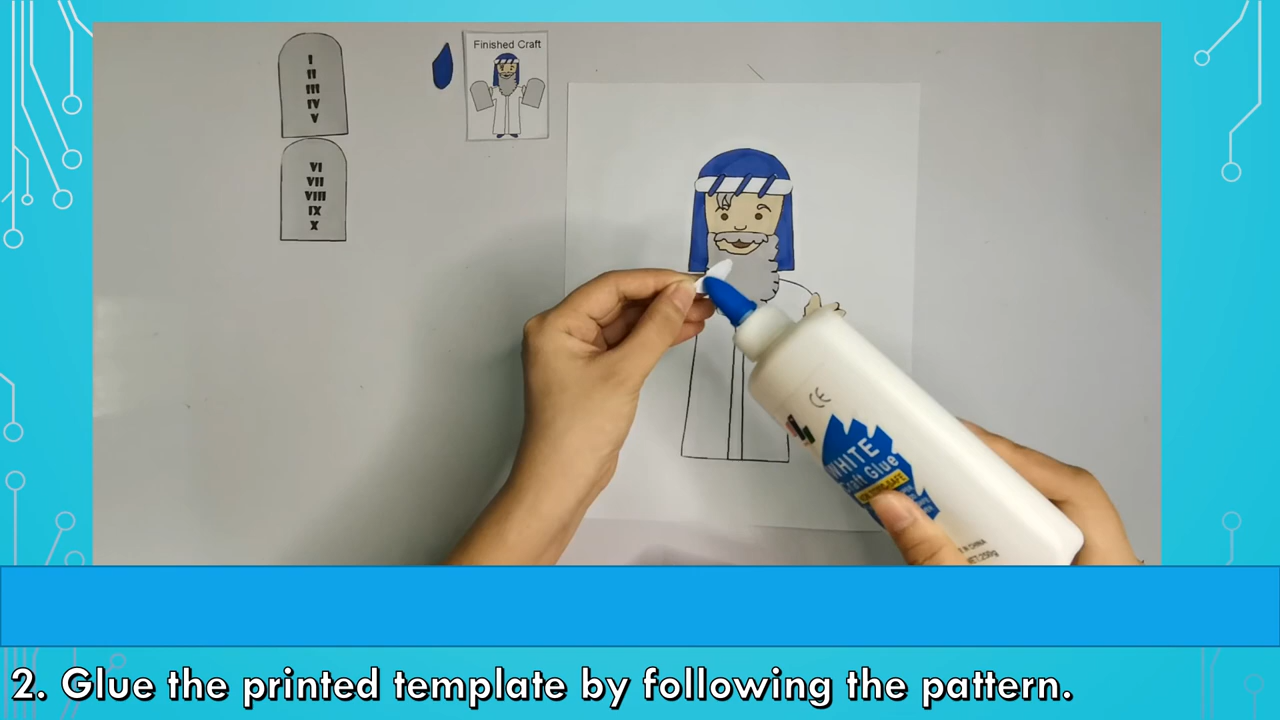 I
II
III
IV
V
VI
VII
VIII
IX
X
Finished Craft
CE
WHITE
Craft Glue
2. Glue the printed template by following the pattern.